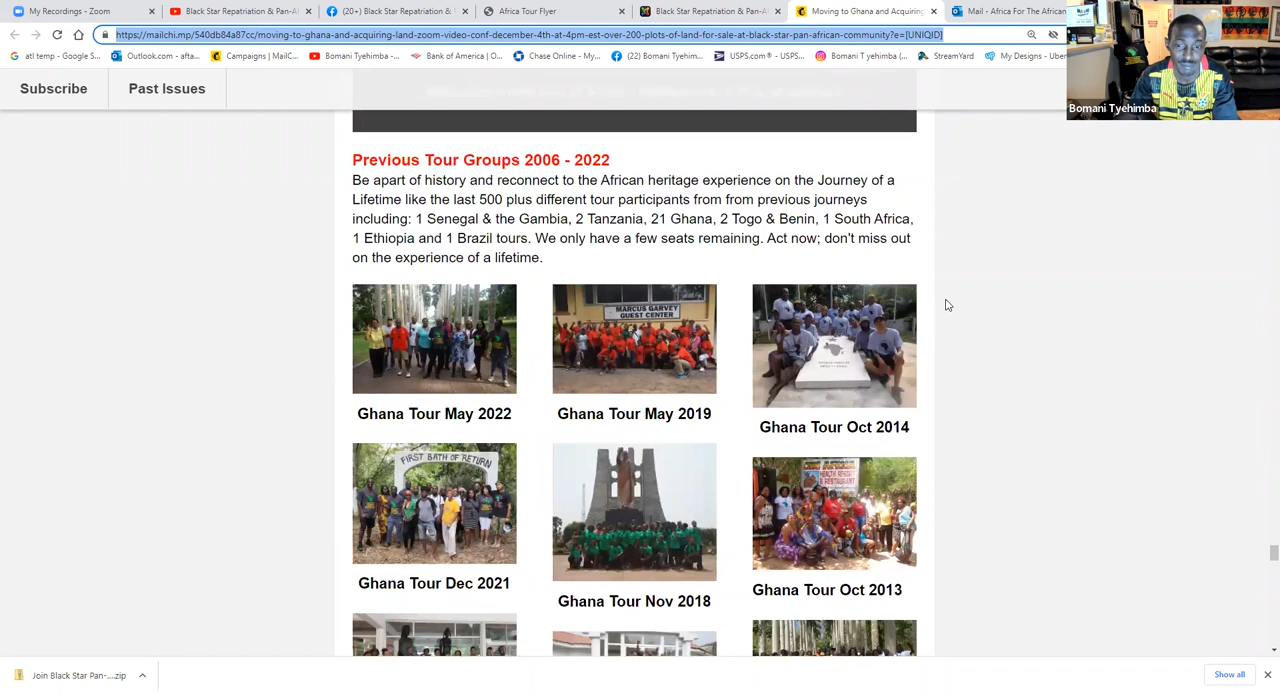 My Recordings - Zoom
Black Star Repatriation & Pan-Af
(20+) Black Star Repatriation &
Africa Tour Flyer
Black Star Repatriation & Pan-Af
Moving to Ghana and Acquiring
Mail - Africa For The African
https://mailchi.mp/540db84a87cc/moving-to-ghana-and-acquiring-land-zoom-video-conf-december-4th-at-4pm-est-over-200-plots-of-land-for-sale-at-black-star-pan-african-community?e=[UNIQID]
atl temp - Google S...
Outlook.com - afta...
Campaigns | MailC...
Bomani Tyehimba -...
Bank of America | O...
Chase Online - My...
(22) Bomani Tyehim...
USPS.com® - USPS...
Bomani T yehimba (...
StreamYard
My Designs - Uber
Bomani Tyehimba
Subscribe
Past Issues
Previous Tour Groups 2006 - 2022
Be apart of history and reconnect to the African heritage experience on the Journey of a
Lifetime like the last 500 plus different tour participants from from previous journeys
including: 1 Senegal & the Gambia, 2 Tanzania, 21 Ghana, 2 Togo & Benin, 1 South Africa,
1 Ethiopia and 1 Brazil tours. We only have a few seats remaining. Act now; don't miss out
on the experience of a lifetime.
MARCUS GARVEY
GUEST CENTER
Ghana Tour May 2022
Ghana Tour May 2019
Ghana Tour Oct 2014
FIRST BATH OF RETURN
HEALTH
RESTAURANT
Ghana Tour Dec 2021
Ghana Tour Nov 2018
Ghana Tour Oct 2013
Join Black Star Pan-....zip
Show all